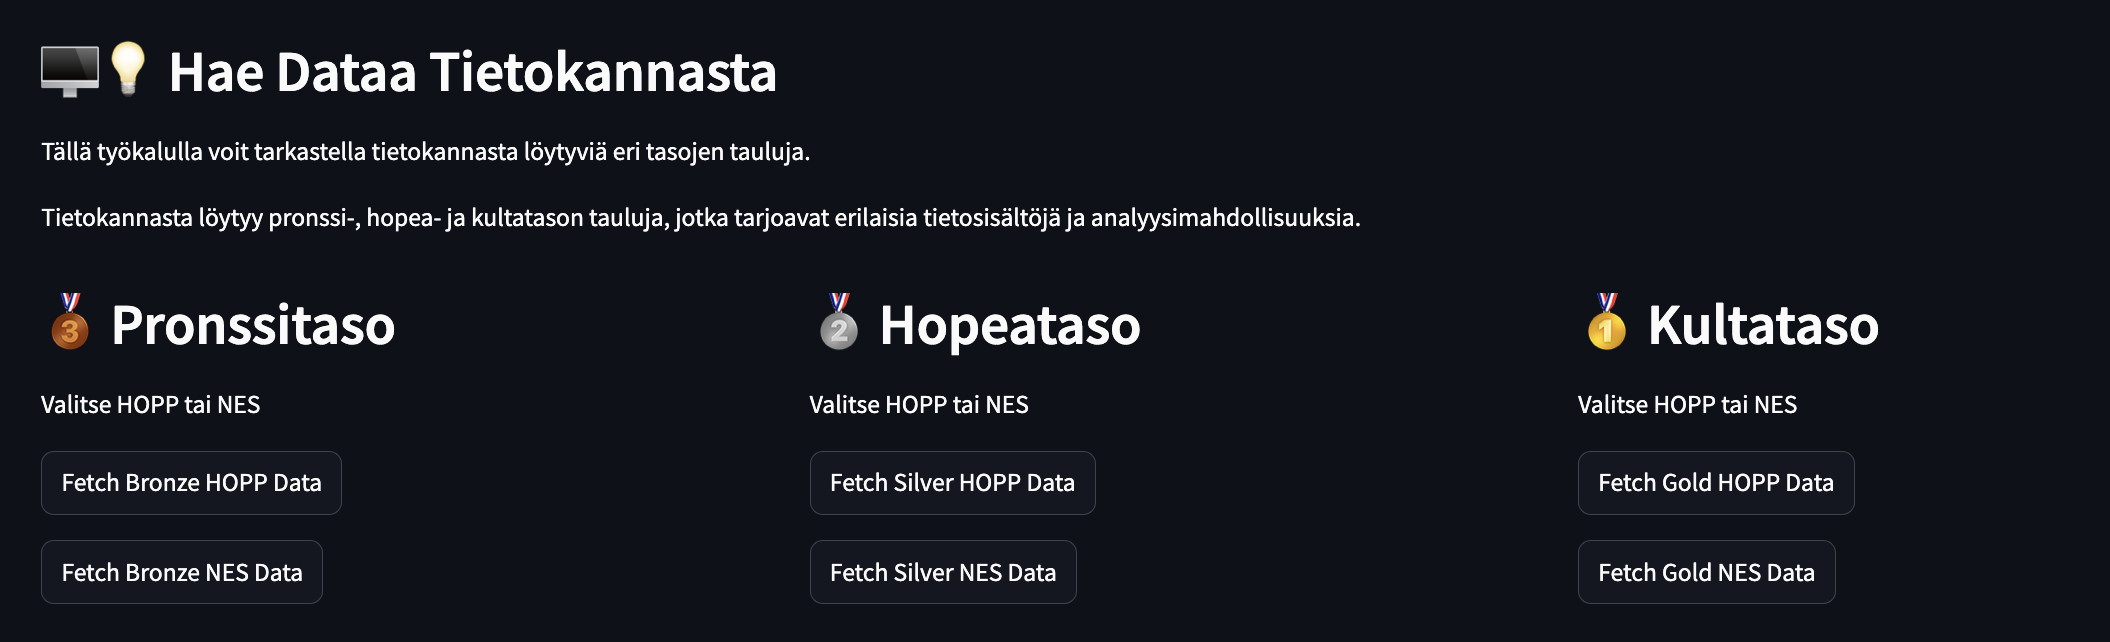 Hae Dataa Tietokannasta
Tällä työkalulla voit tarkastella tietokannasta löytyviä eri tasojen tauluja.
Tietokannasta löytyy pronssi-, hopea- ja kultatason tauluja, jotka tarjoavat erilaisia tietosisältöjä ja analyysimahdollisuuksia.
3 Pronssitaso
Valitse HOPP tai NES
Fetch Bronze HOPP Data
Fetch Bronze NES Data
2 Hopeataso
Valitse HOPP tai NES
Fetch Silver HOPP Data
Fetch Silver NES Data
1 Kultataso
Valitse HOPP tai NES
Fetch Gold HOPP Data
Fetch Gold NES Data